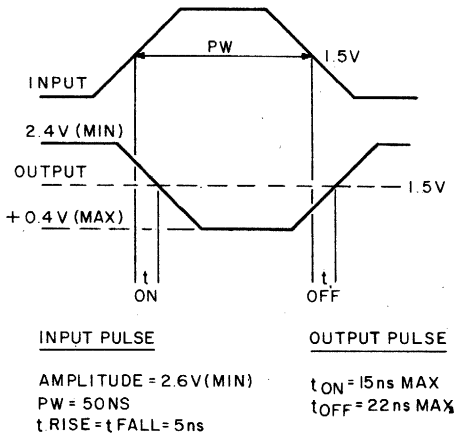 PW
1.5V
INPUT
2.4V (MIN)
OUTPUT
1.5V
+0.4V (MAX)
t
ON
t
OFF
INPUT PULSE
AMPLITUDE = 2.6V(MIN)
PW = 50NS
t.RISE = t FALL = 5ns
OUTPUT PULSE
tON = 15ns MAX
tOFF = 22ns MAX